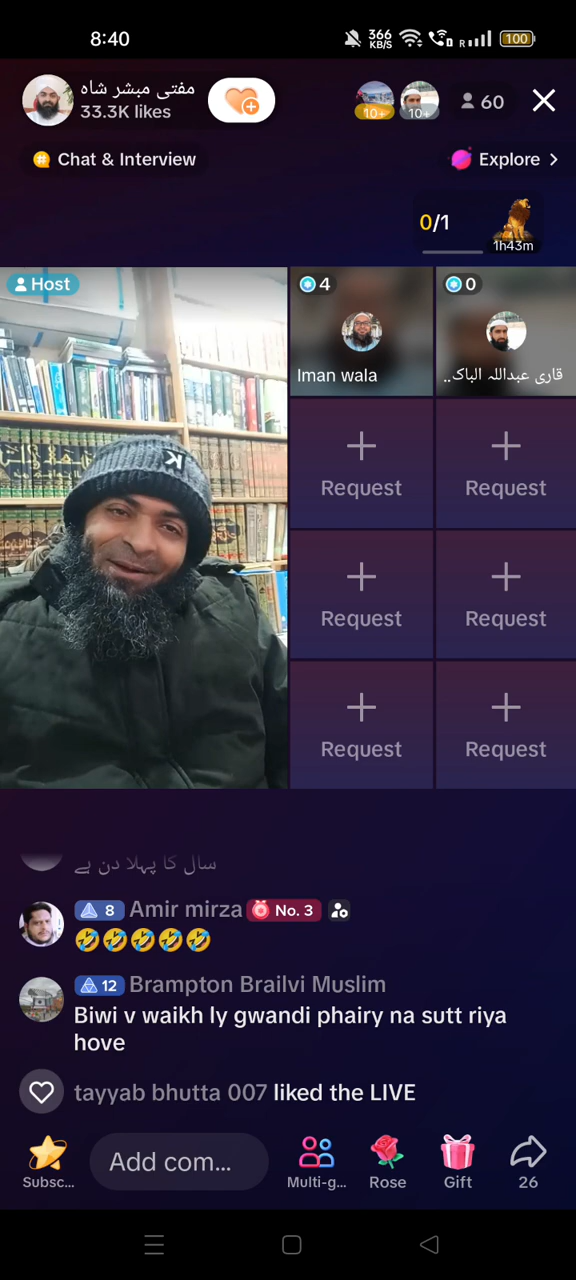 8:40
366
KB/S
R
100
مفتی مبشر شاہ
33.3K likes
10+
10+
60
Chat & Interview
Explore >
0/1
1h43m
Host
4
0
Iman wala
قاری عبداللہ الباک..
K
Request
Request
Request
Request
Request
Request
سال کا پہلا دن ہے
8 Amir mirza No. 3
🤣🤣🤣🤣🤣
12 Brampton Brailvi Muslim
Biwi v waikh ly gwandi phairy na sutt riya
hove
tayyab bhutta 007 liked the LIVE
Add com...
Subsc...
Multi-g...
Rose
Gift
26